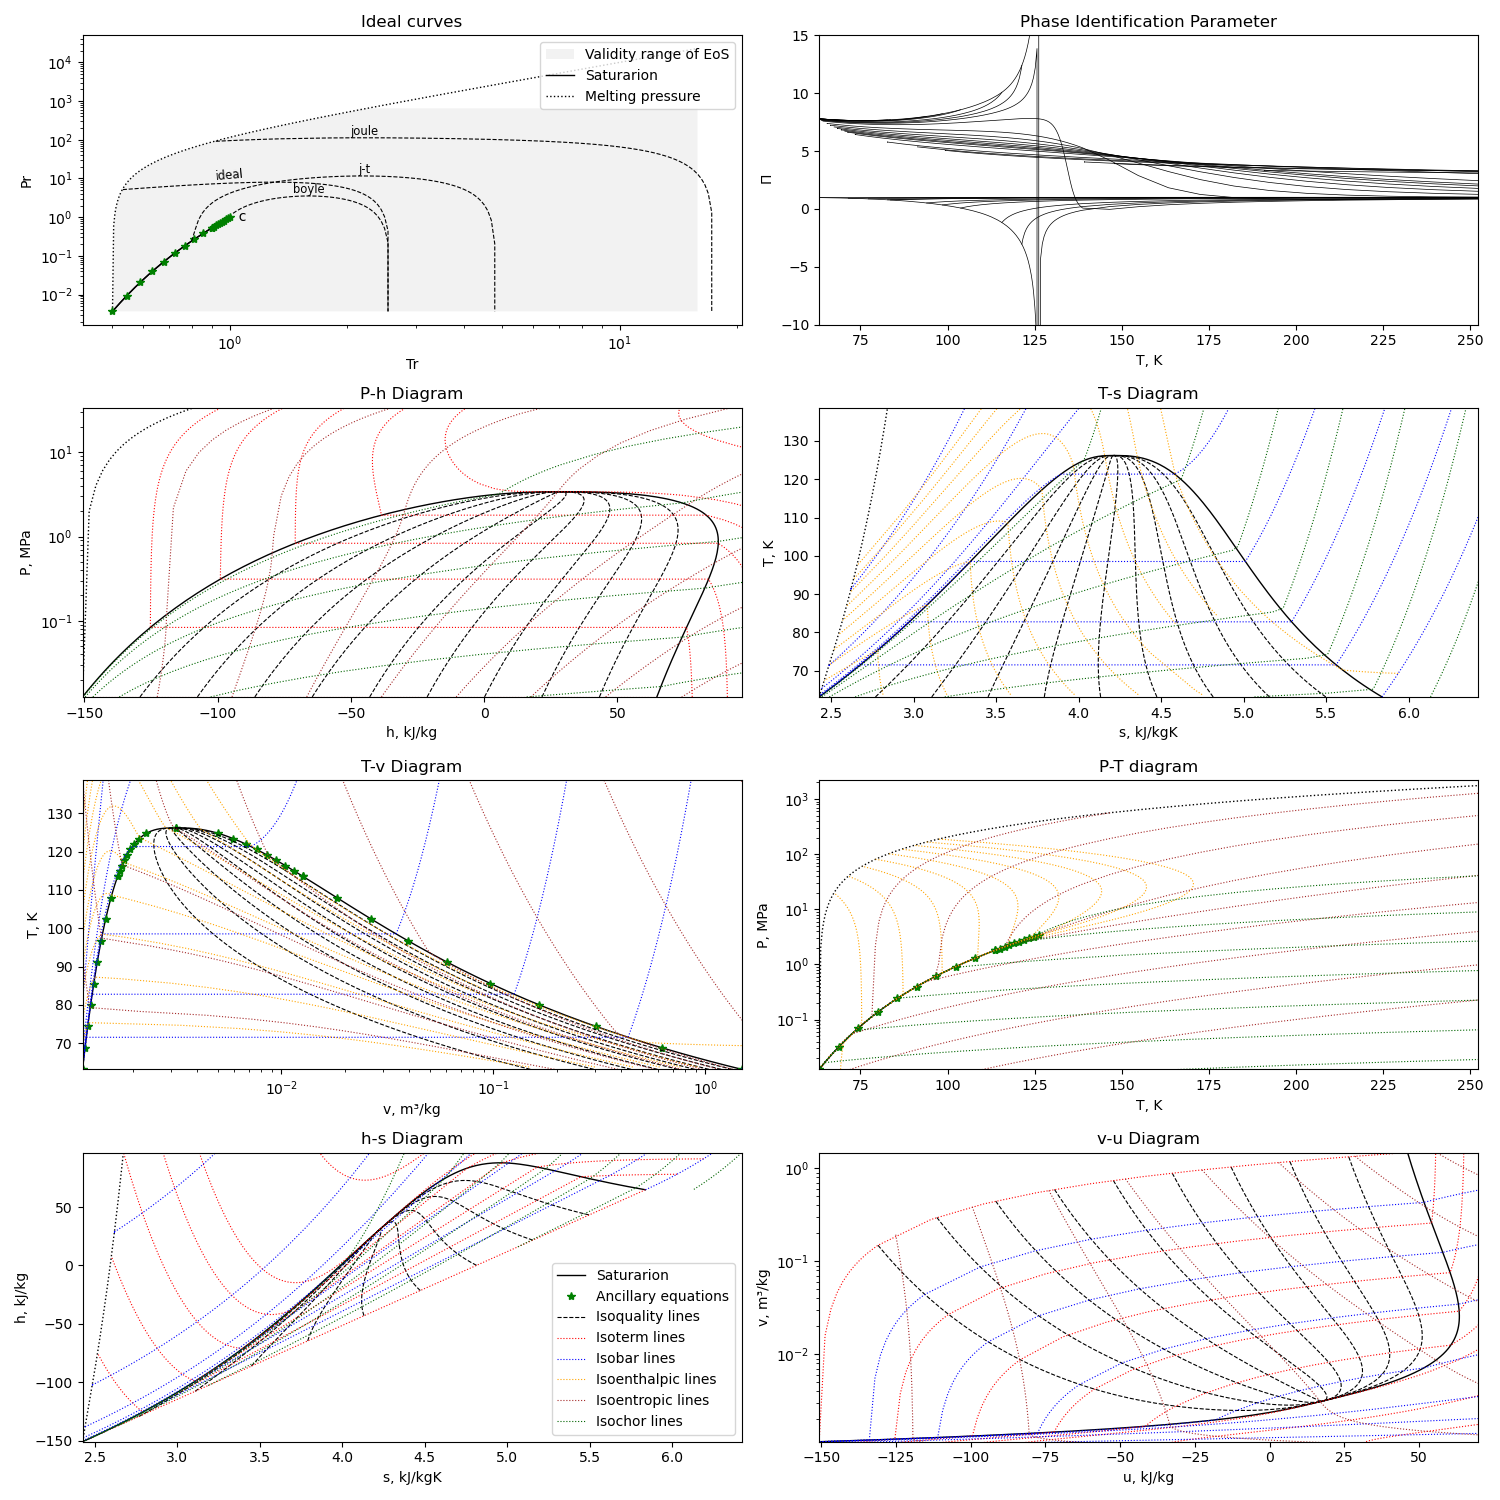 Ideal curves
Pr
10⁴
10³
10²
10¹
10⁰
10⁻¹
10⁻²
joule
ideal
j-t
boyle
c
Validity range of EoS
Saturarion
Melting pressure
10⁰ 10¹
Tr
Phase Identification Parameter
Π
15
10
5
0
−5
−10
75 100 125 150 175 200 225 250
T, K
P-h Diagram
P, MPa
10¹
10⁰
10⁻¹
−150 −100 −50 0 50
h, kJ/kg
T-s Diagram
T, K
130
120
110
100
90
80
70
2.5 3.0 3.5 4.0 4.5 5.0 5.5 6.0
s, kJ/kgK
T-v Diagram
T, K
130
120
110
100
90
80
70
10⁻² 10⁻¹ 10⁰
v, m³/kg
P-T diagram
P, MPa
10³
10²
10¹
10⁰
10⁻¹
75 100 125 150 175 200 225 250
T, K
h-s Diagram
h, kJ/kg
50
0
−50
−100
−150
Saturarion
Ancillary equations
Isoquality lines
Isoterm lines
Isobar lines
Isoenthalpic lines
Isoentropic lines
Isochor lines
2.5 3.0 3.5 4.0 4.5 5.0 5.5 6.0
s, kJ/kgK
v-u Diagram
v, m³/kg
10⁰
10⁻¹
10⁻²
−150 −125 −100 −75 −50 −25 0 25 50
u, kJ/kg